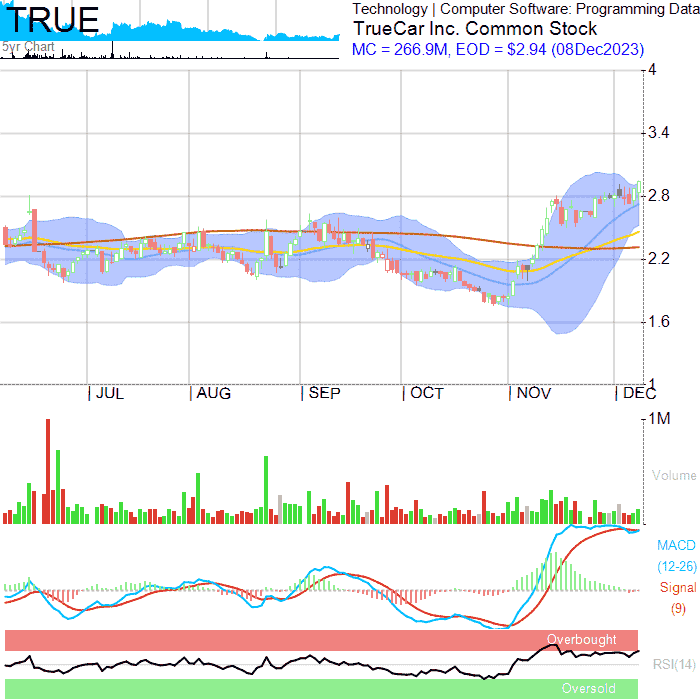 TRUE
5yr Chart
Technology | Computer Software: Programming Data
TrueCar Inc. Common Stock
MC = 266.9M, EOD = $2.94 (08Dec2023)
4
3.4
2.8
2.2
1.6
1
JUL
AUG
SEP
OCT
NOV
DEC
1M
Volume
MACD
(12-26)
Signal
(9)
Overbought
RSI(14)
Oversold